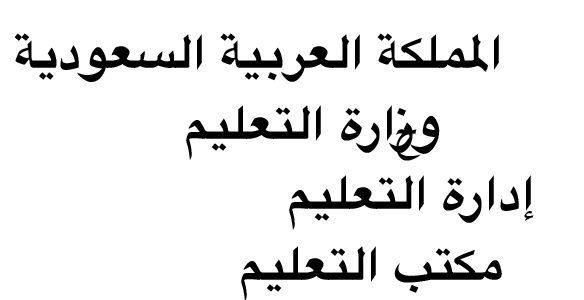 المملكة العربية السعودية
وزارة التعليم
إدارة التعليم
مكتب التعليم